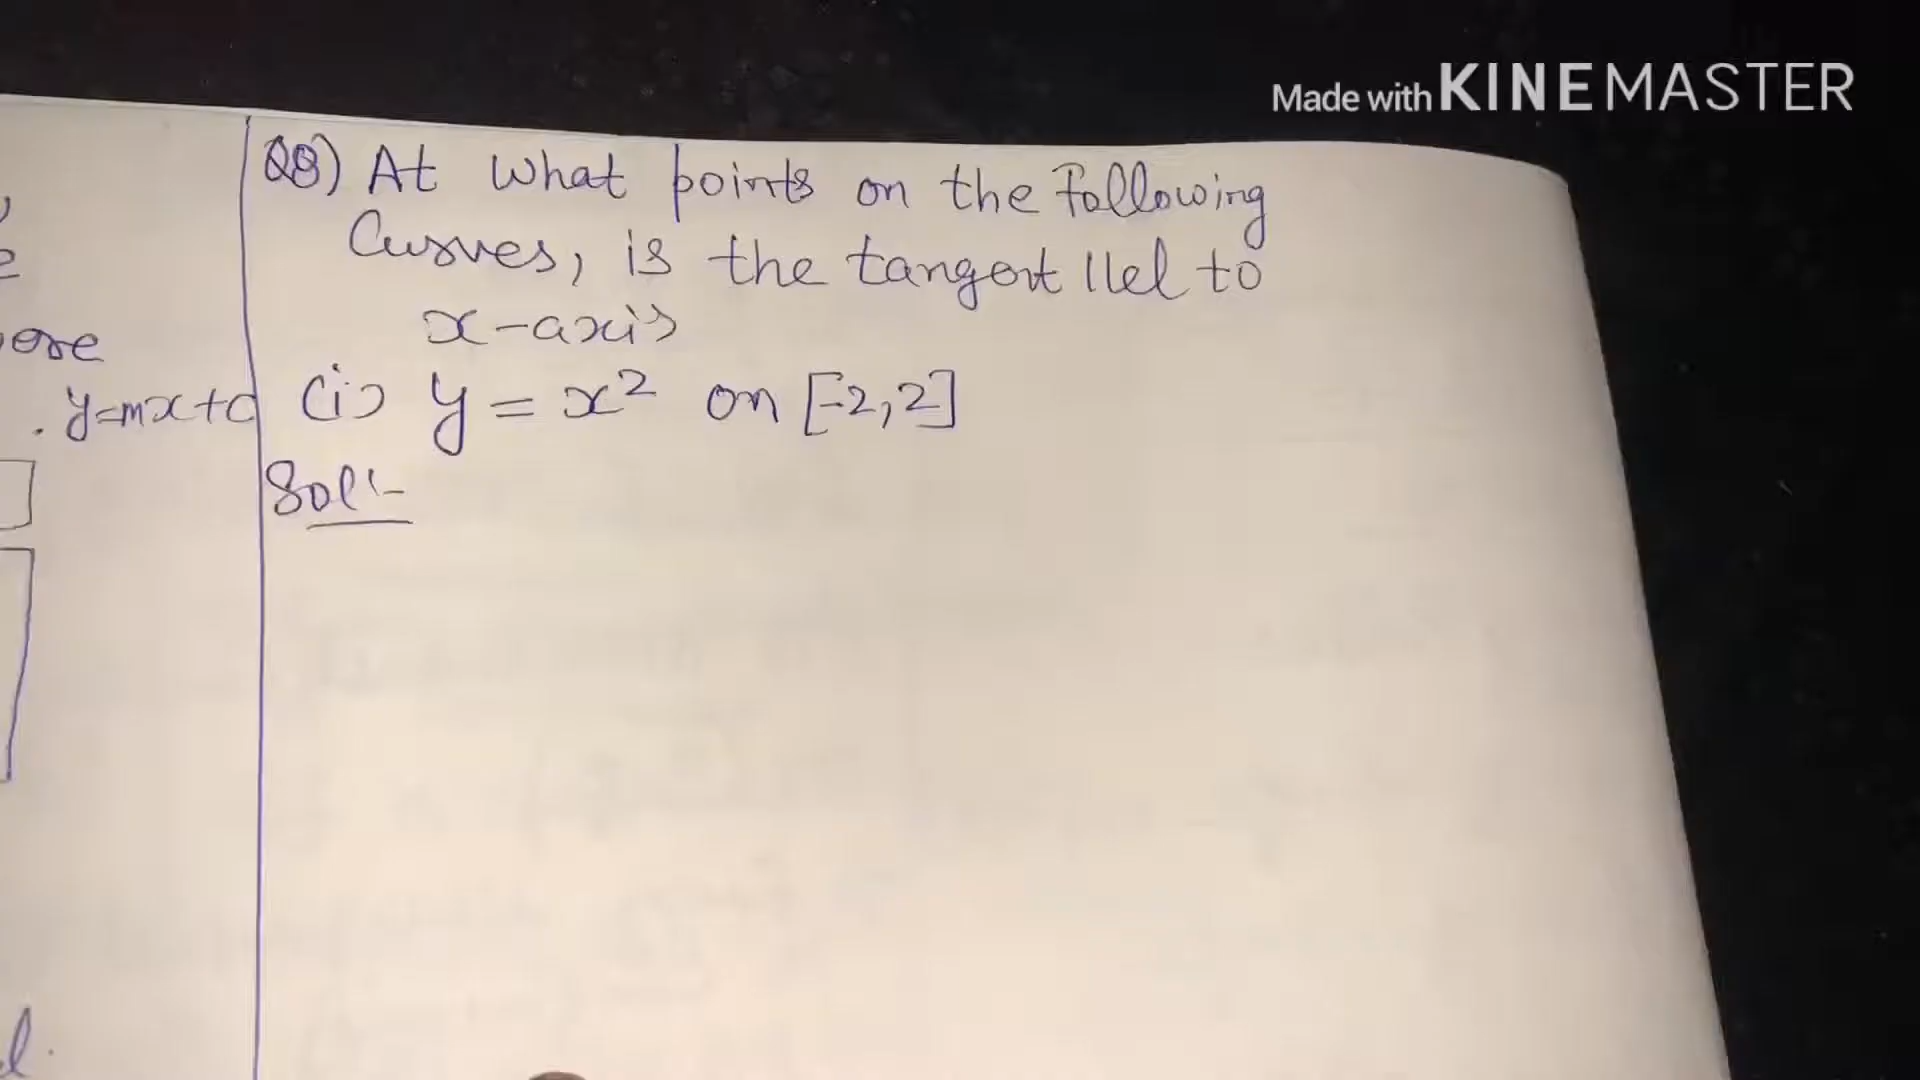 Made with KINEMASTER
Q8) At what points on the following
Curves, is the tangent llel to
x-axis
(i) y = x² on [-2,2]
Sol:-
ore
. y=mx+c